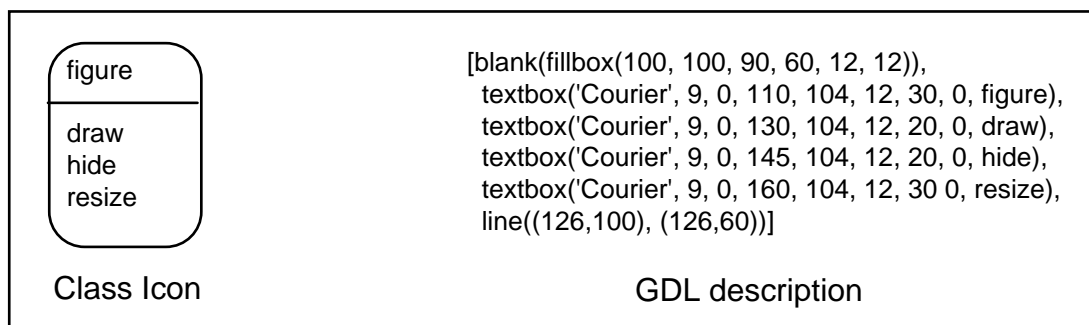 figure
draw
hide
resize
Class Icon
[blank(fillbox(100, 100, 90, 60, 12, 12)),
textbox('Courier', 9, 0, 110, 104, 12, 30, 0, figure),
textbox('Courier', 9, 0, 130, 104, 12, 20, 0, draw),
textbox('Courier', 9, 0, 145, 104, 12, 20, 0, hide),
textbox('Courier', 9, 0, 160, 104, 12, 30 0, resize),
line((126,100), (126,60))]
GDL description